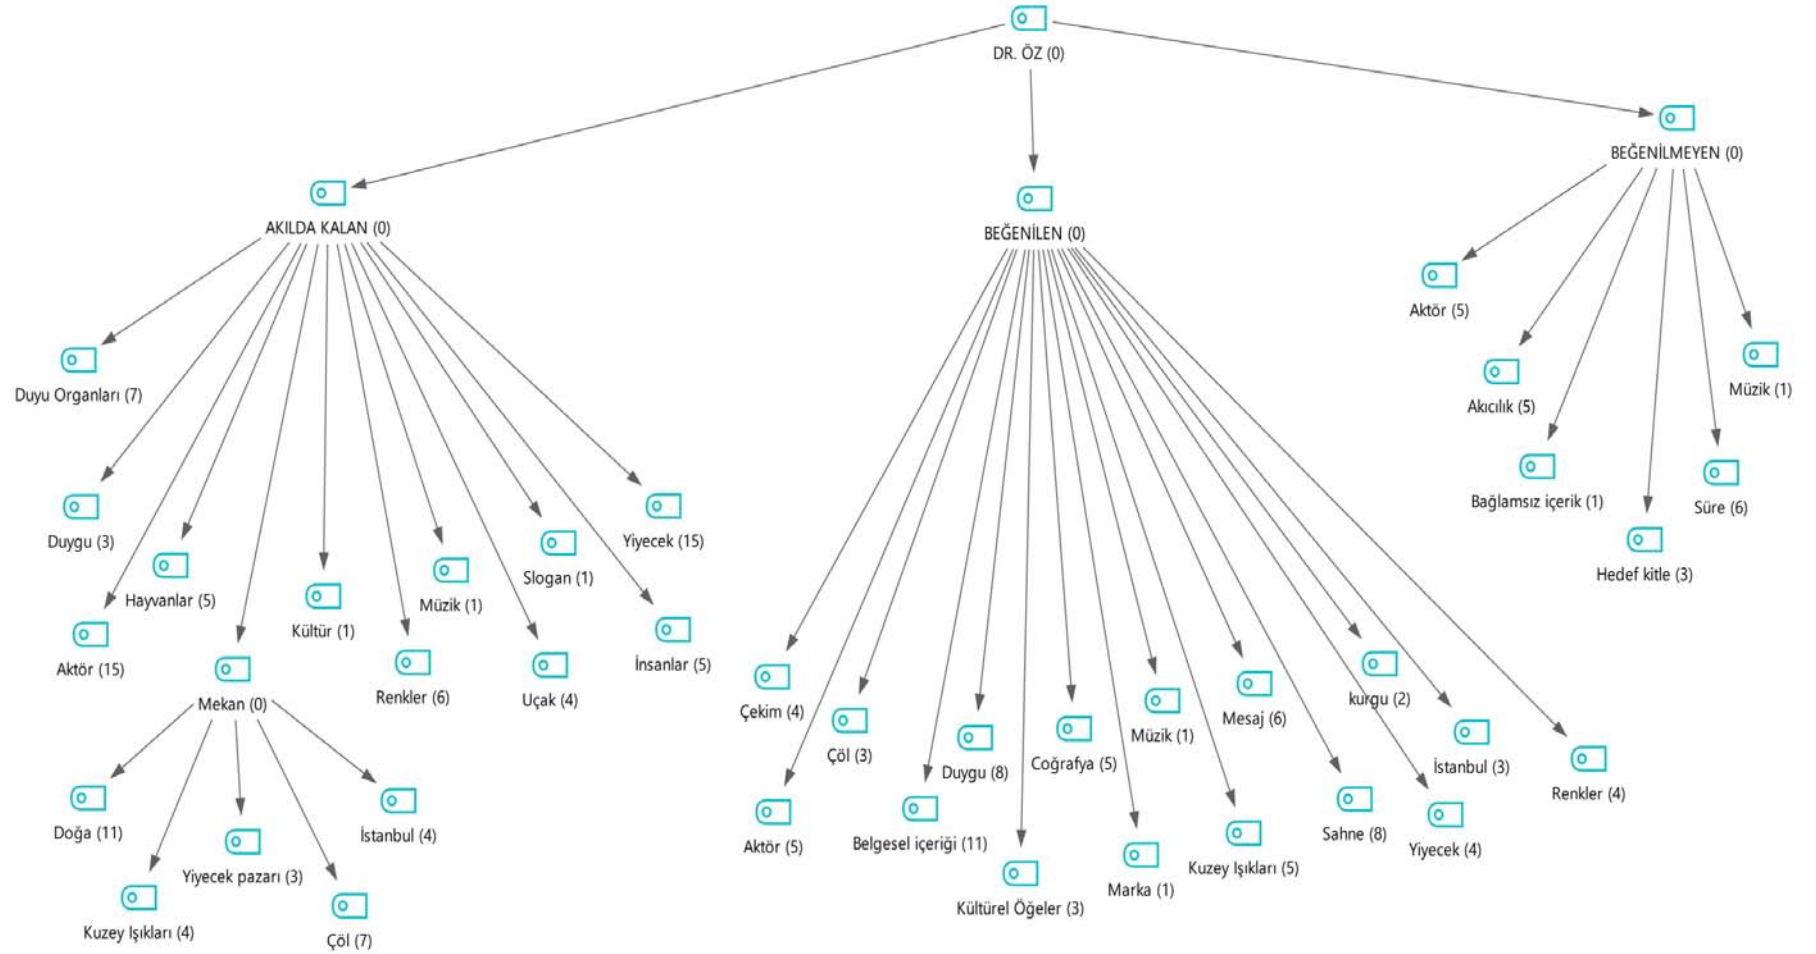 DR. ÖZ (0)
AKILDA KALAN (0)
Duyu Organları (7)
Duygu (3)
Hayvanlar (5)
Aktör (15)
Mekan (0)
Kültür (1)
Renkler (6)
Müzik (1)
Slogan (1)
Uçak (4)
Yiyecek (15)
İnsanlar (5)
Doğa (11)
Kuzey Işıkları (4)
Yiyecek pazarı (3)
Çöl (7)
İstanbul (4)
BEĞENİLEN (0)
Çekim (4)
Aktör (5)
Çöl (3)
Belgesel içeriği (11)
Duygu (8)
Kültürel Öğeler (3)
Coğrafya (5)
Marka (1)
Müzik (1)
Kuzey Işıkları (5)
Mesaj (6)
Sahne (8)
kurgu (2)
Yiyecek (4)
İstanbul (3)
Renkler (4)
BEĞENİLMEYEN (0)
Aktör (5)
Akıcılık (5)
Bağlamsız içerik (1)
Hedef kitle (3)
Süre (6)
Müzik (1)